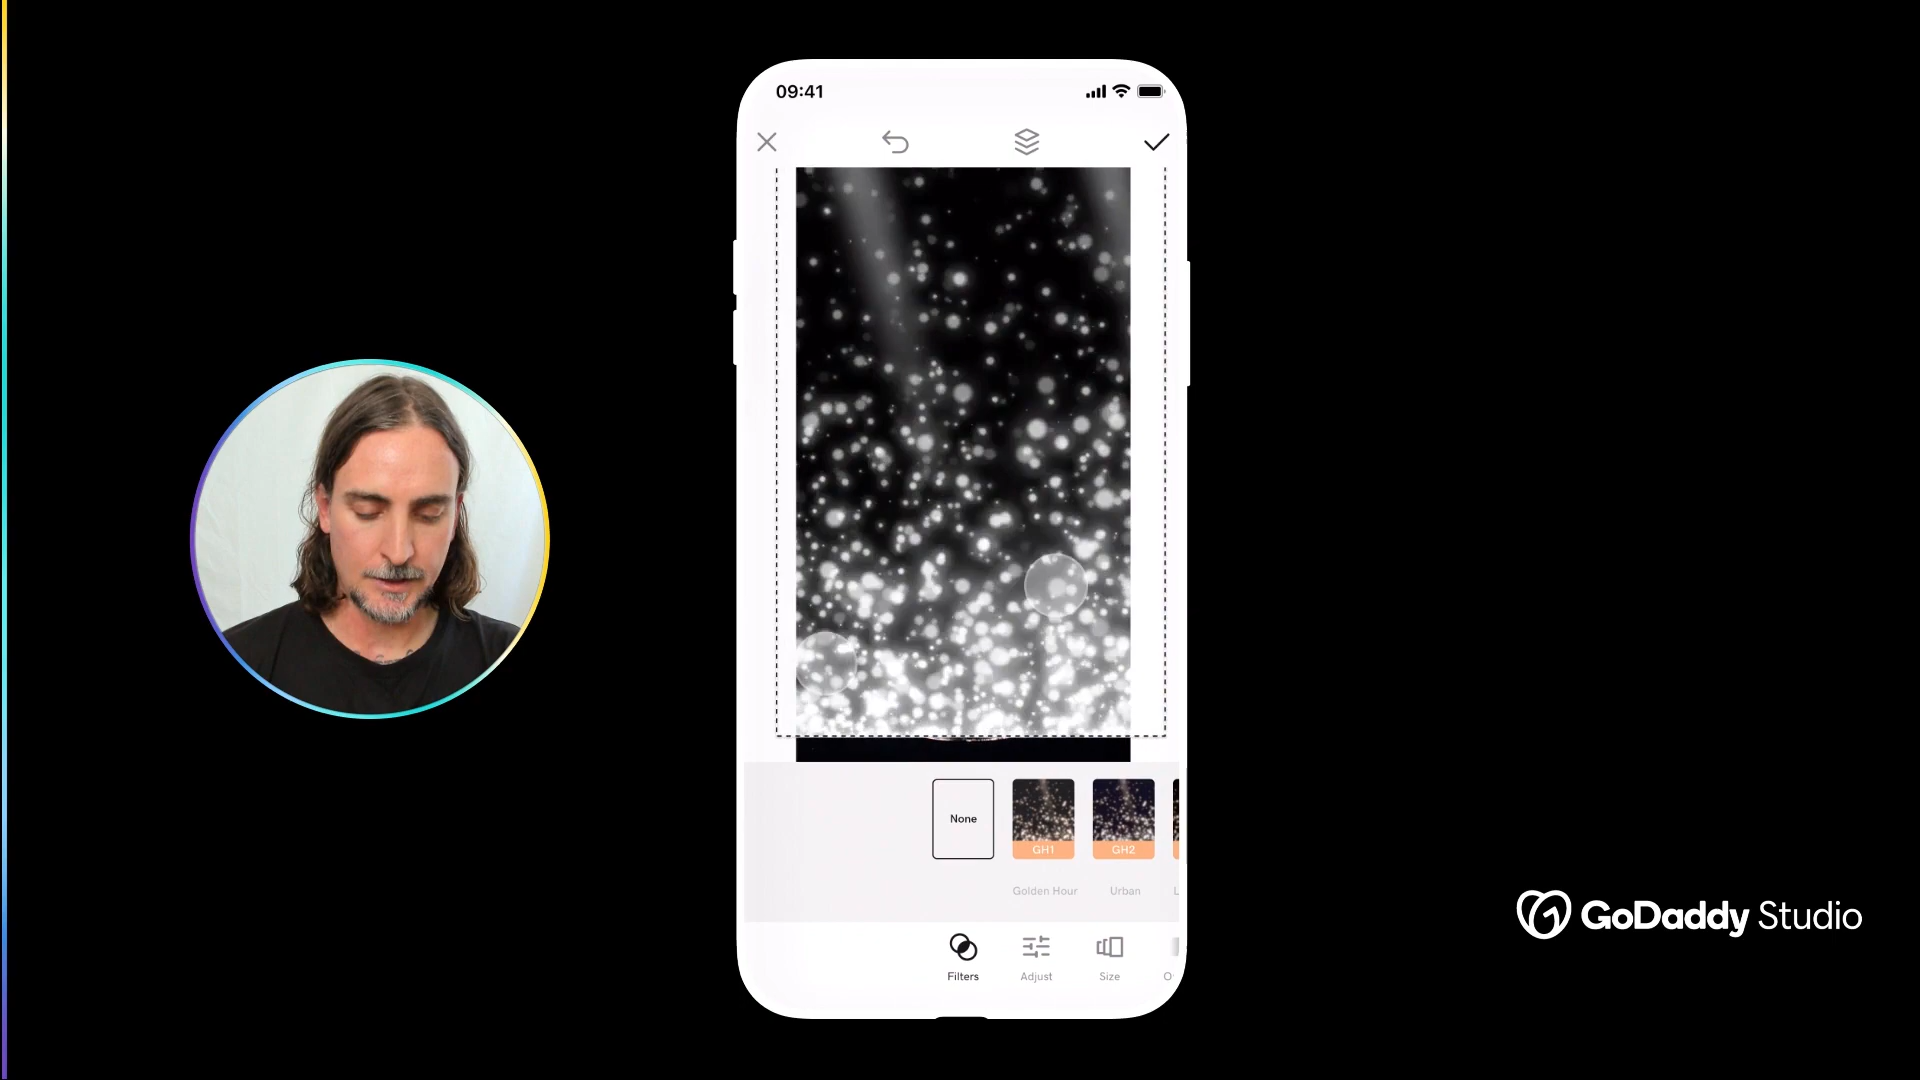 09:41
None
GH1
GH2
Golden Hour
Urban
Filters
Adjust
Size
GoDaddy Studio